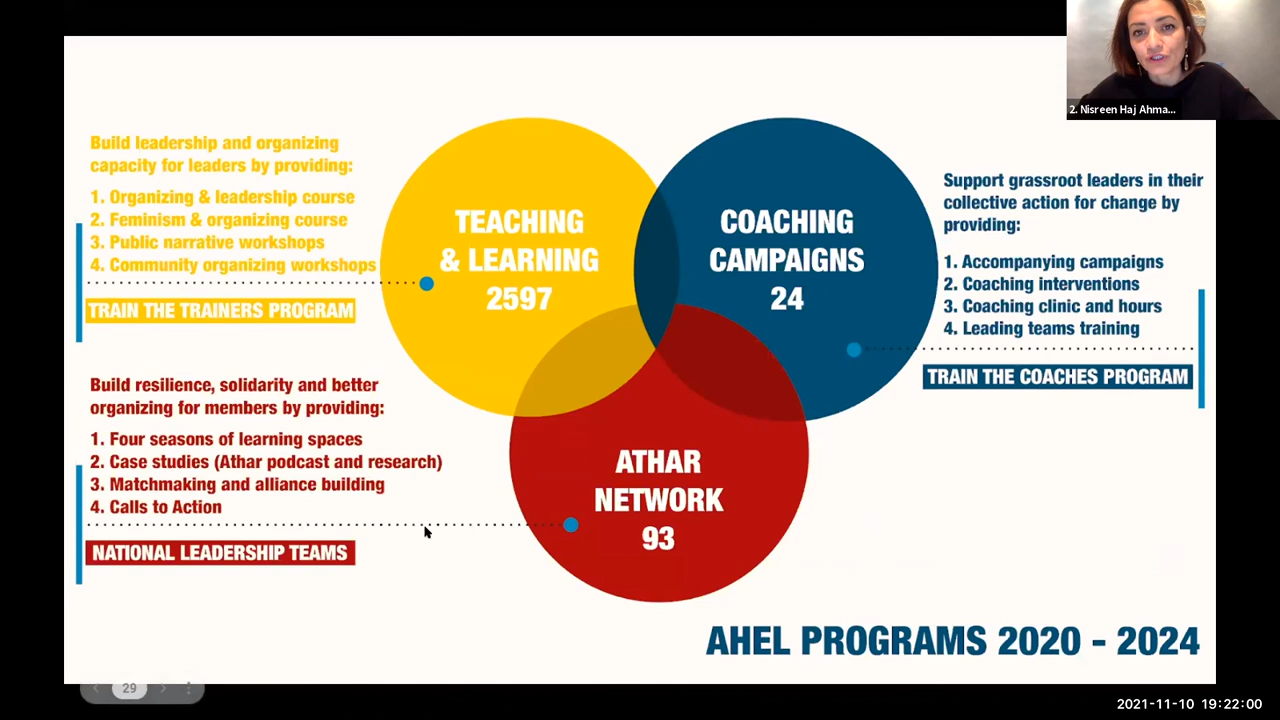 2. Nisreen Haj Ahma...
Build leadership and organizing
capacity for leaders by providing:
1. Organizing & leadership course
2. Feminism & organizing course
3. Public narrative workshops
4. Community organizing workshops
TRAIN THE TRAINERS PROGRAM
TEACHING
& LEARNING
2597
COACHING
CAMPAIGNS
24
Support grassroot leaders in their
collective action for change by
providing:
1. Accompanying campaigns
2. Coaching interventions
3. Coaching clinic and hours
4. Leading teams training
TRAIN THE COACHES PROGRAM
Build resilience, solidarity and better
organizing for members by providing:
1. Four seasons of learning spaces
2. Case studies (Athar podcast and research)
3. Matchmaking and alliance building
4. Calls to Action
NATIONAL LEADERSHIP TEAMS
ATHAR
NETWORK
93
AHEL PROGRAMS 2020 - 2024
29
2021-11-10 19:22:00